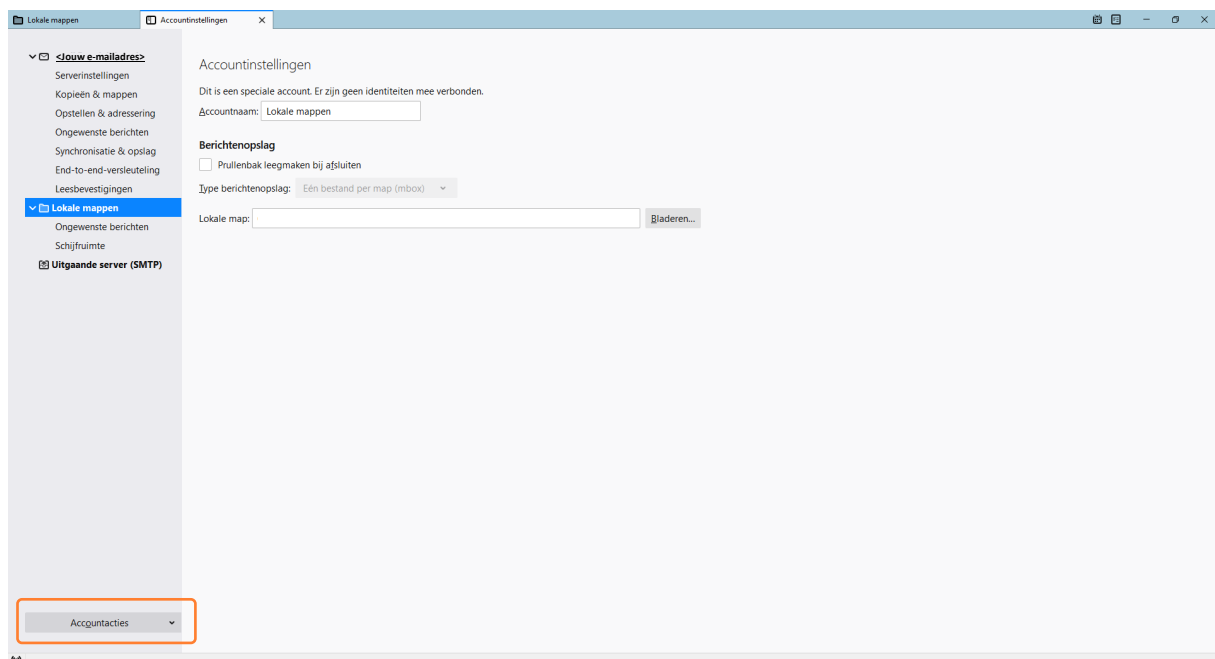 Lokale mappen
Accountinstellingen
<Jouw e-mailadres>
Serverinstellingen
Kopieën & mappen
Opstellen & adressering
Ongewenste berichten
Synchronisatie & opslag
End-to-end-versleuteling
Leesbevestigingen
Lokale mappen
Ongewenste berichten
Schijfruimte
Uitgaande server (SMTP)
Accountacties
Accountinstellingen
Dit is een speciale account. Er zijn geen identiteiten mee verbonden.
Accountnaam: Lokale mappen
Berichtenopslag
Prullenbak leegmaken bij afsluiten
Type berichtenopslag: Eén bestand per map (mbox)
Lokale map: Bladeren...